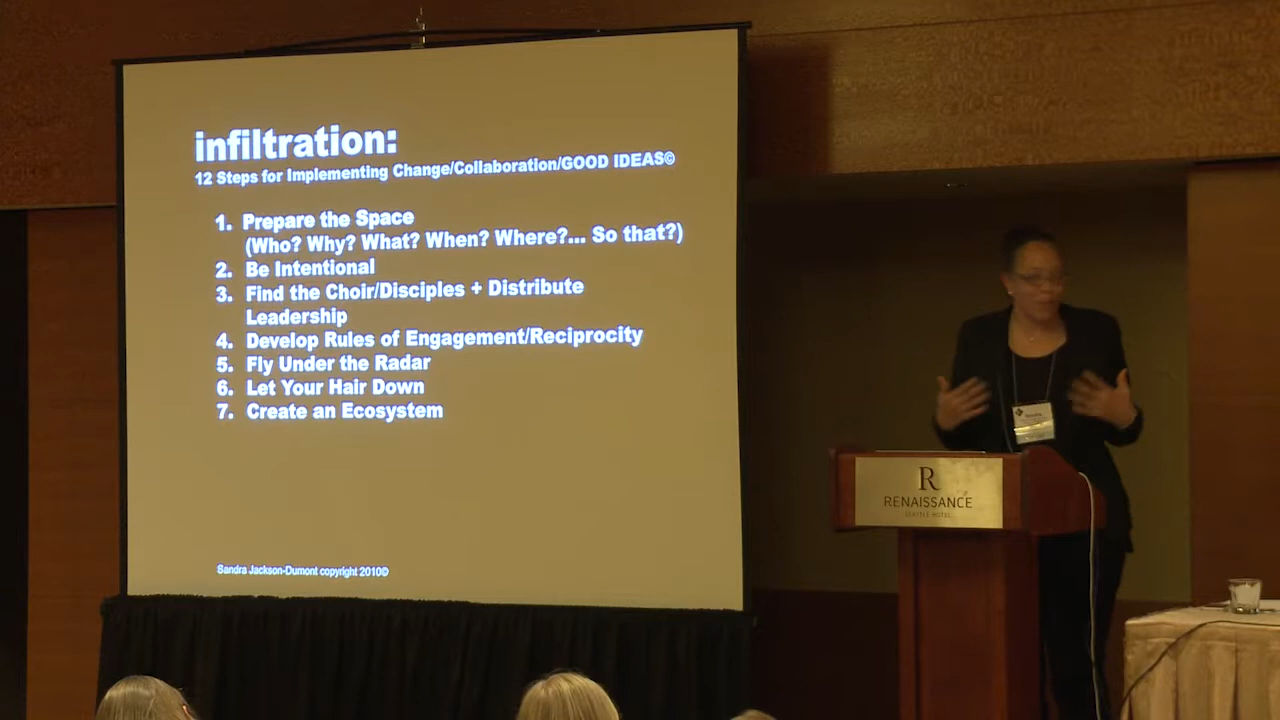 infiltration:
12 Steps for Implementing Change/Collaboration/GOOD IDEAS©
1. Prepare the Space
(Who? Why? What? When? Where?... So that?)
2. Be Intentional
3. Find the Choir/Disciples + Distribute
Leadership
4. Develop Rules of Engagement/Reciprocity
5. Fly Under the Radar
6. Let Your Hair Down
7. Create an Ecosystem
Sandra Jackson-Dumont copyright 2010©
R
RENAISSANCE
SEATTLE HOTEL